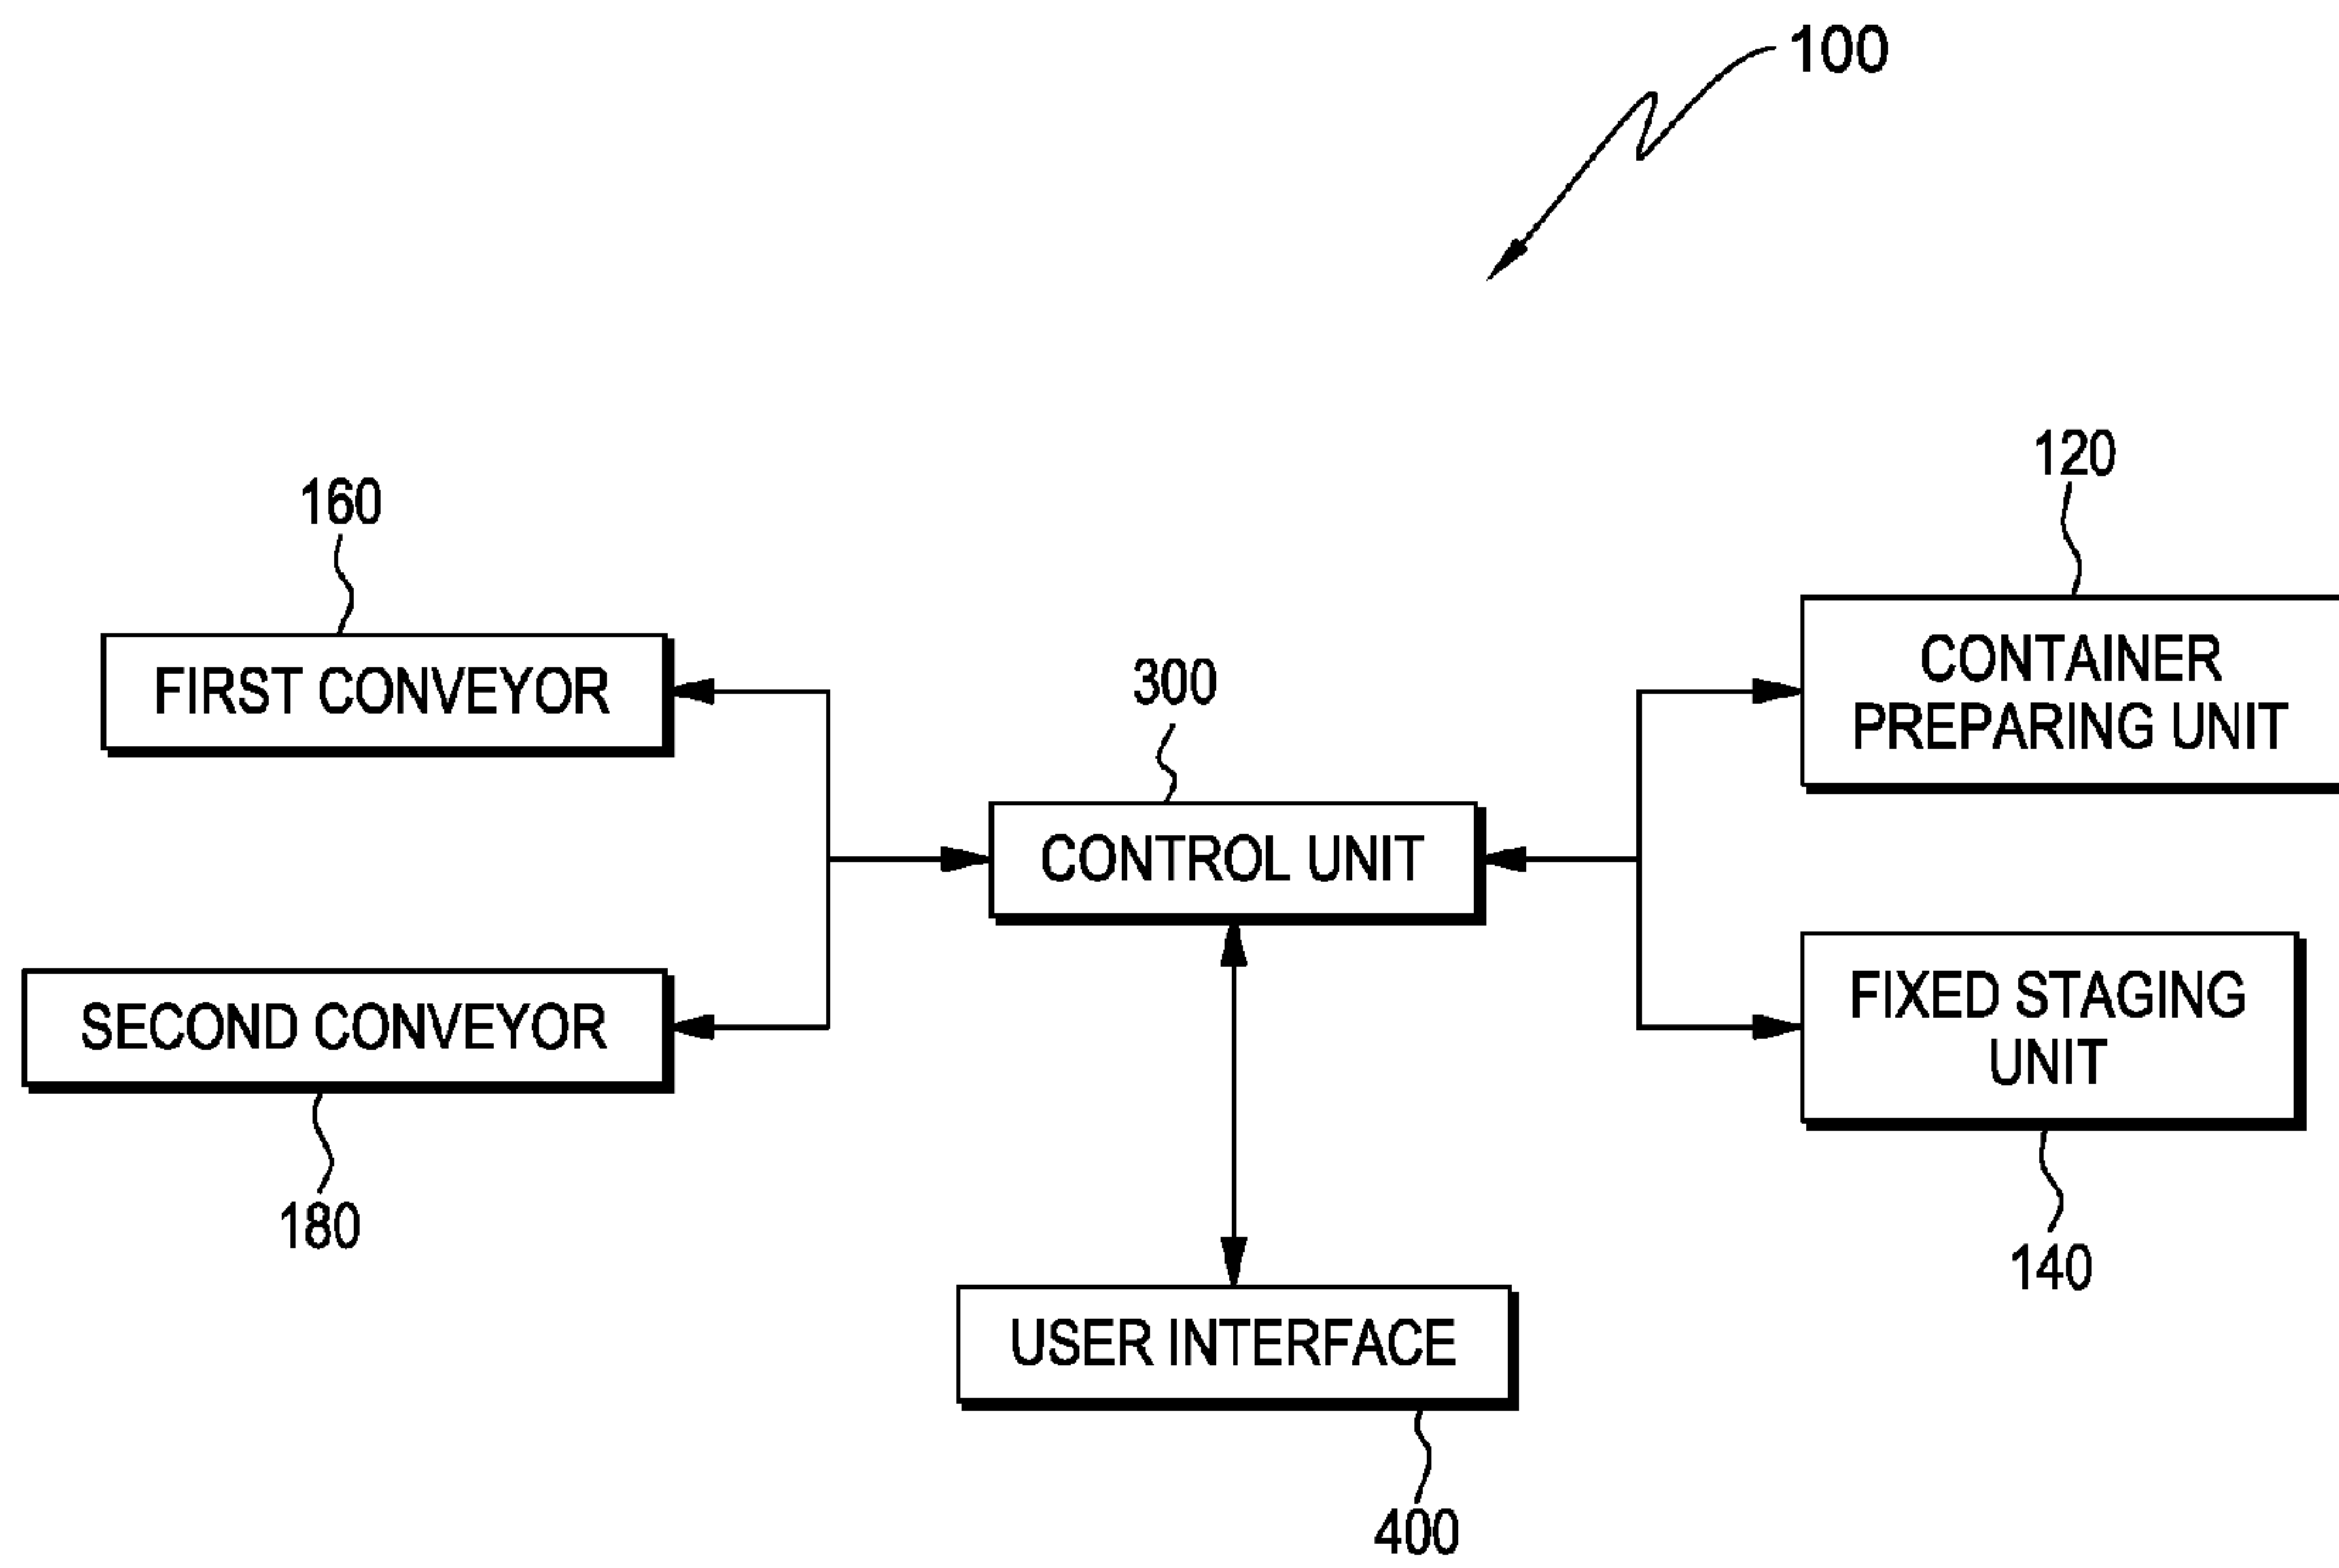 100
120
160
CONTAINER
PREPARING UNIT
FIRST CONVEYOR
300
CONTROL UNIT
SECOND CONVEYOR
FIXED STAGING
UNIT
180
140
USER INTERFACE
400